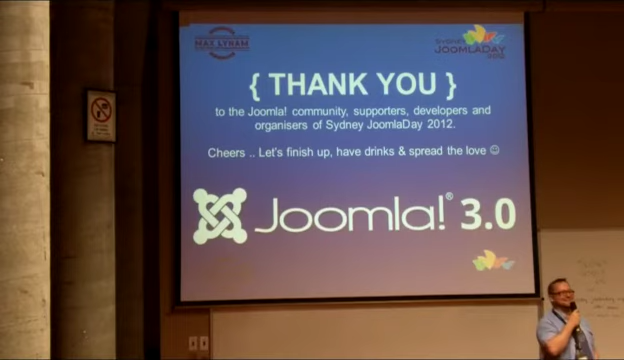 MAX LYNAM
SYDNEY
JOOMLADAY
2012
{ THANK YOU }
to the Joomla! community, supporters, developers and
organisers of Sydney JoomlaDay 2012.
Cheers .. Let's finish up, have drinks & spread the love ☺
Joomla!® 3.0